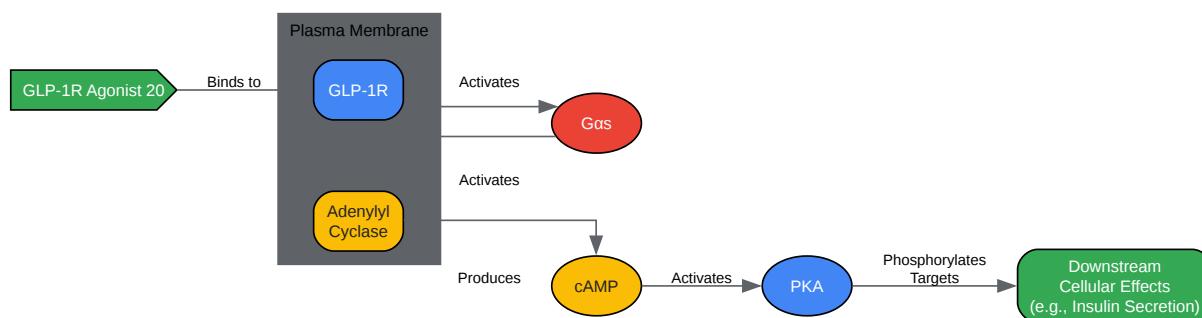 Plasma Membrane
GLP-1R Agonist 20
Binds to
GLP-1R
Activates
Gαs
Activates
Adenylyl
Cyclase
Produces
cAMP
Activates
PKA
Phosphorylates
Targets
Downstream
Cellular Effects
(e.g., Insulin Secretion)